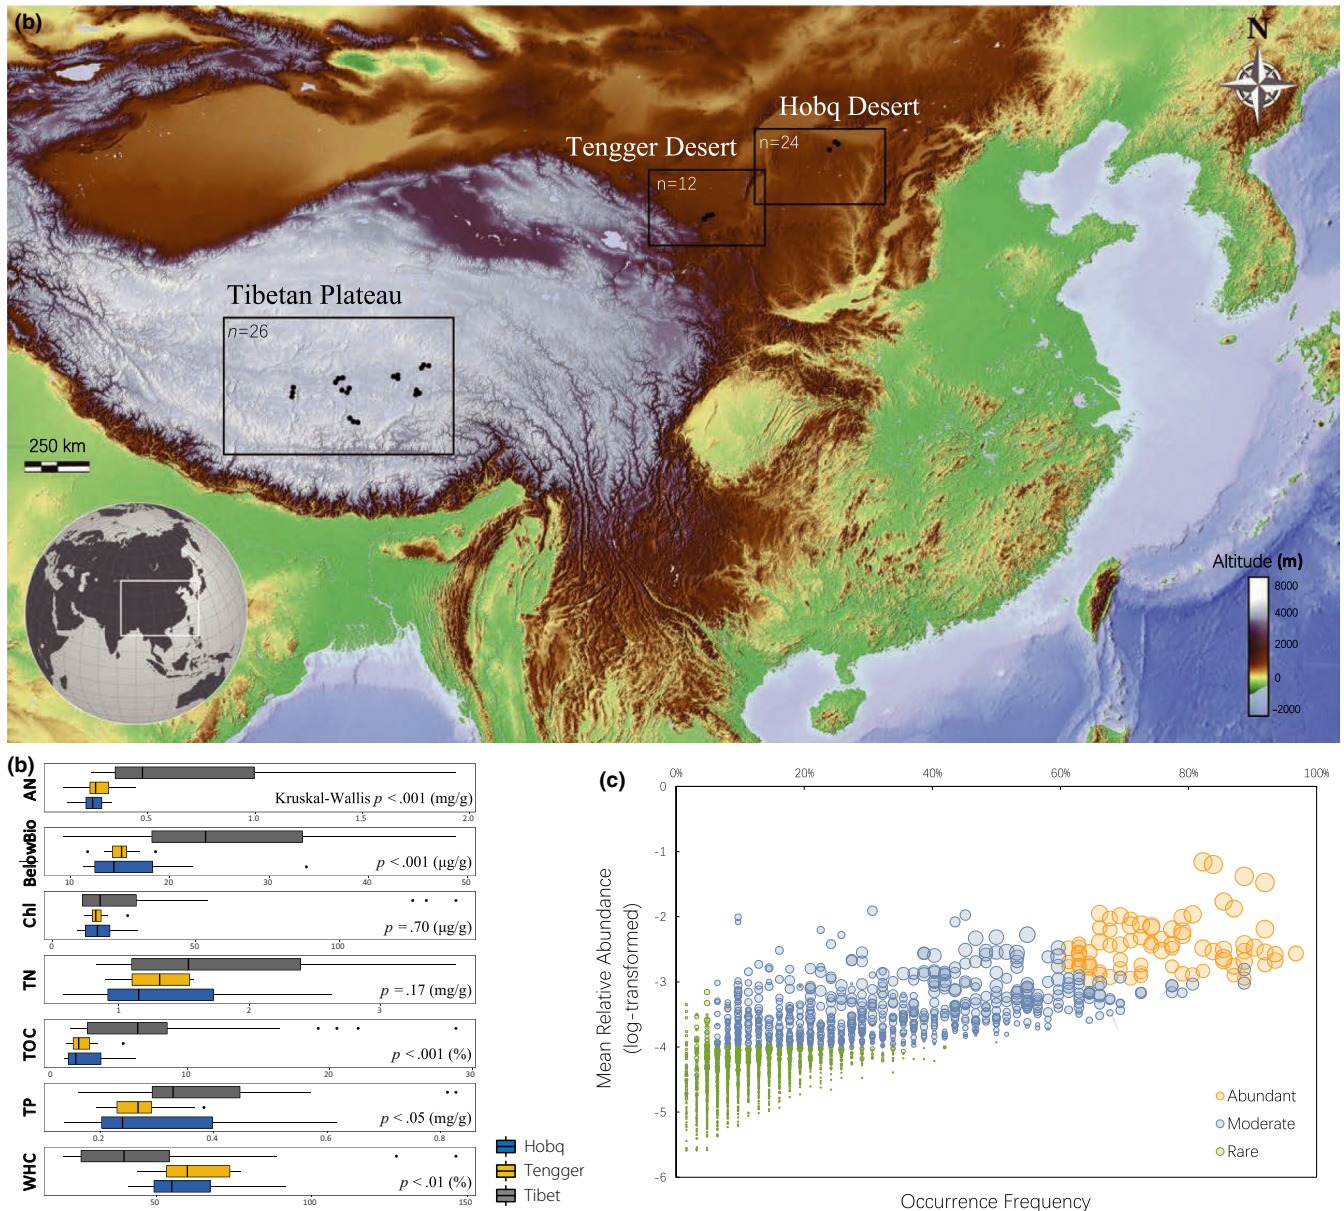 (b)
N
Hobq Desert
n=24
Tengger Desert
n=12
Tibetan Plateau
n=26
250 km
Altitude (m)
8000
4000
2000
0
-2000
(b)
AN
Kruskal-Wallis p <.001 (mg/g)
0.5 1.0 1.5 2.0
BelowBio
p <.001 (μg/g)
10 20 30 40 50
Chl
p =.70 (μg/g)
0 50 100
TN
p =.17 (mg/g)
1 2 3
TOC
p <.001 (%)
0 10 20 30
TP
p <.05 (mg/g)
0.2 0.4 0.6 0.8
WHC
p <.01 (%)
50 100 150
Hobq
Tengger
Tibet
(c)
0% 20% 40% 60% 80% 100%
0
-1
-2
-3
-4
-5
-6
Mean Relative Abundance
(log-transformed)
Abundant
Moderate
Rare
Occurrence Frequency